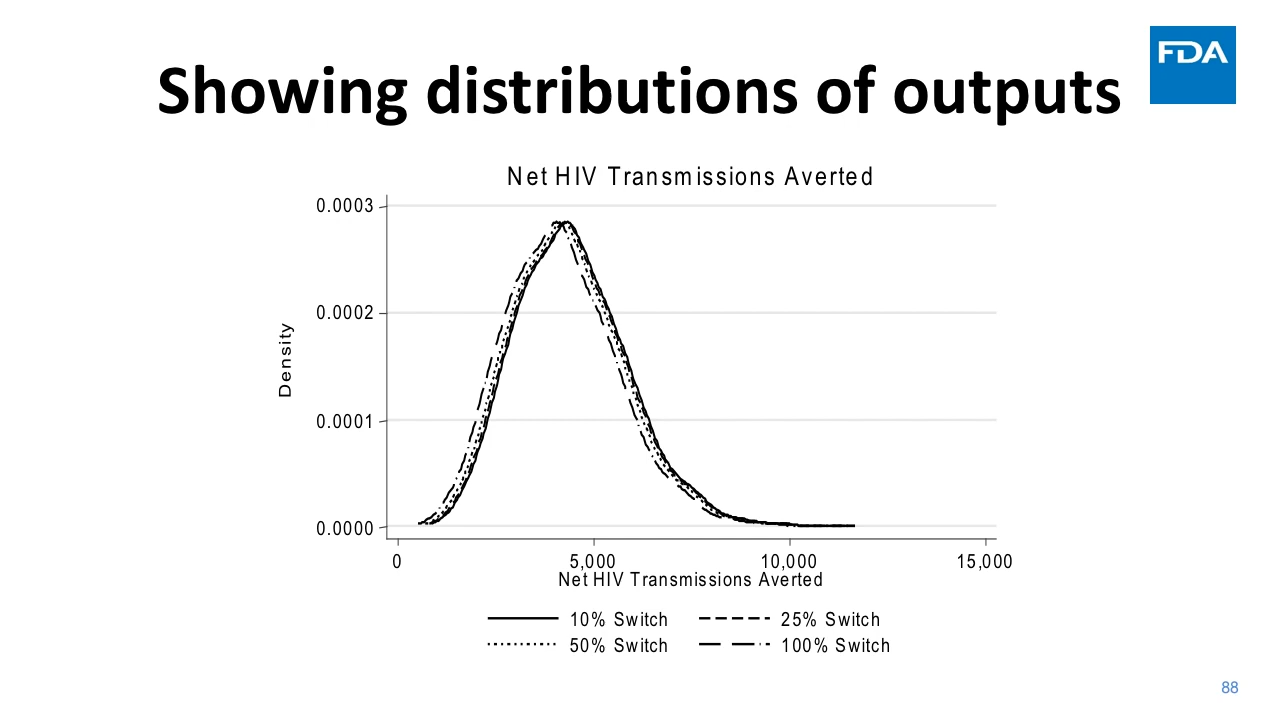 Showing distributions of outputs
FDA
Net HIV Transmissions Averted
0.0003
0.0002
0.0001
0.0000
Density
0 5,000 10,000 15,000
Net HIV Transmissions Averted
10% Switch 25% Switch
50% Switch 100% Switch
88